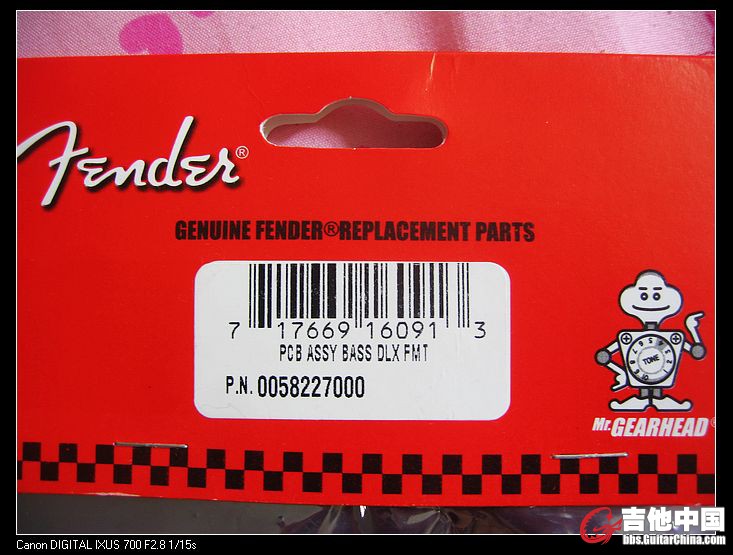 Fender®
GENUINE FENDER®REPLACEMENT PARTS
7 17669 16091 3
PCB ASSY BASS DLX FMT
P.N. 0058227000
TONE
Mr. GEARHEAD®
吉他中国
bbs.GuitarChina.com
Canon DIGITAL IXUS 700 F2.8 1/15s